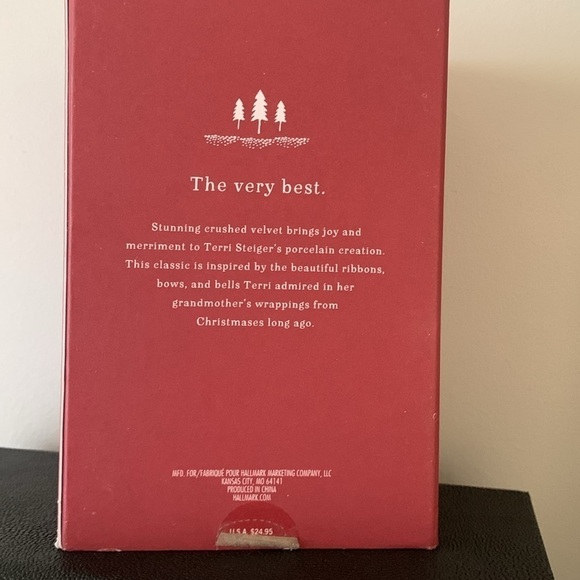 The very best.
Stunning crushed velvet brings joy and
merriment to Terri Steiger's porcelain creation.
This classic is inspired by the beautiful ribbons,
bows, and bells Terri admired in her
grandmother's wrappings from
Christmases long ago.
MFD. FOR/FABRIQUÉ POUR HALLMARK MARKETING COMPANY, LLC
KANSAS CITY, MO 64141
PRODUCED IN CHINA
HALLMARK.COM
U.S.A. $24.95